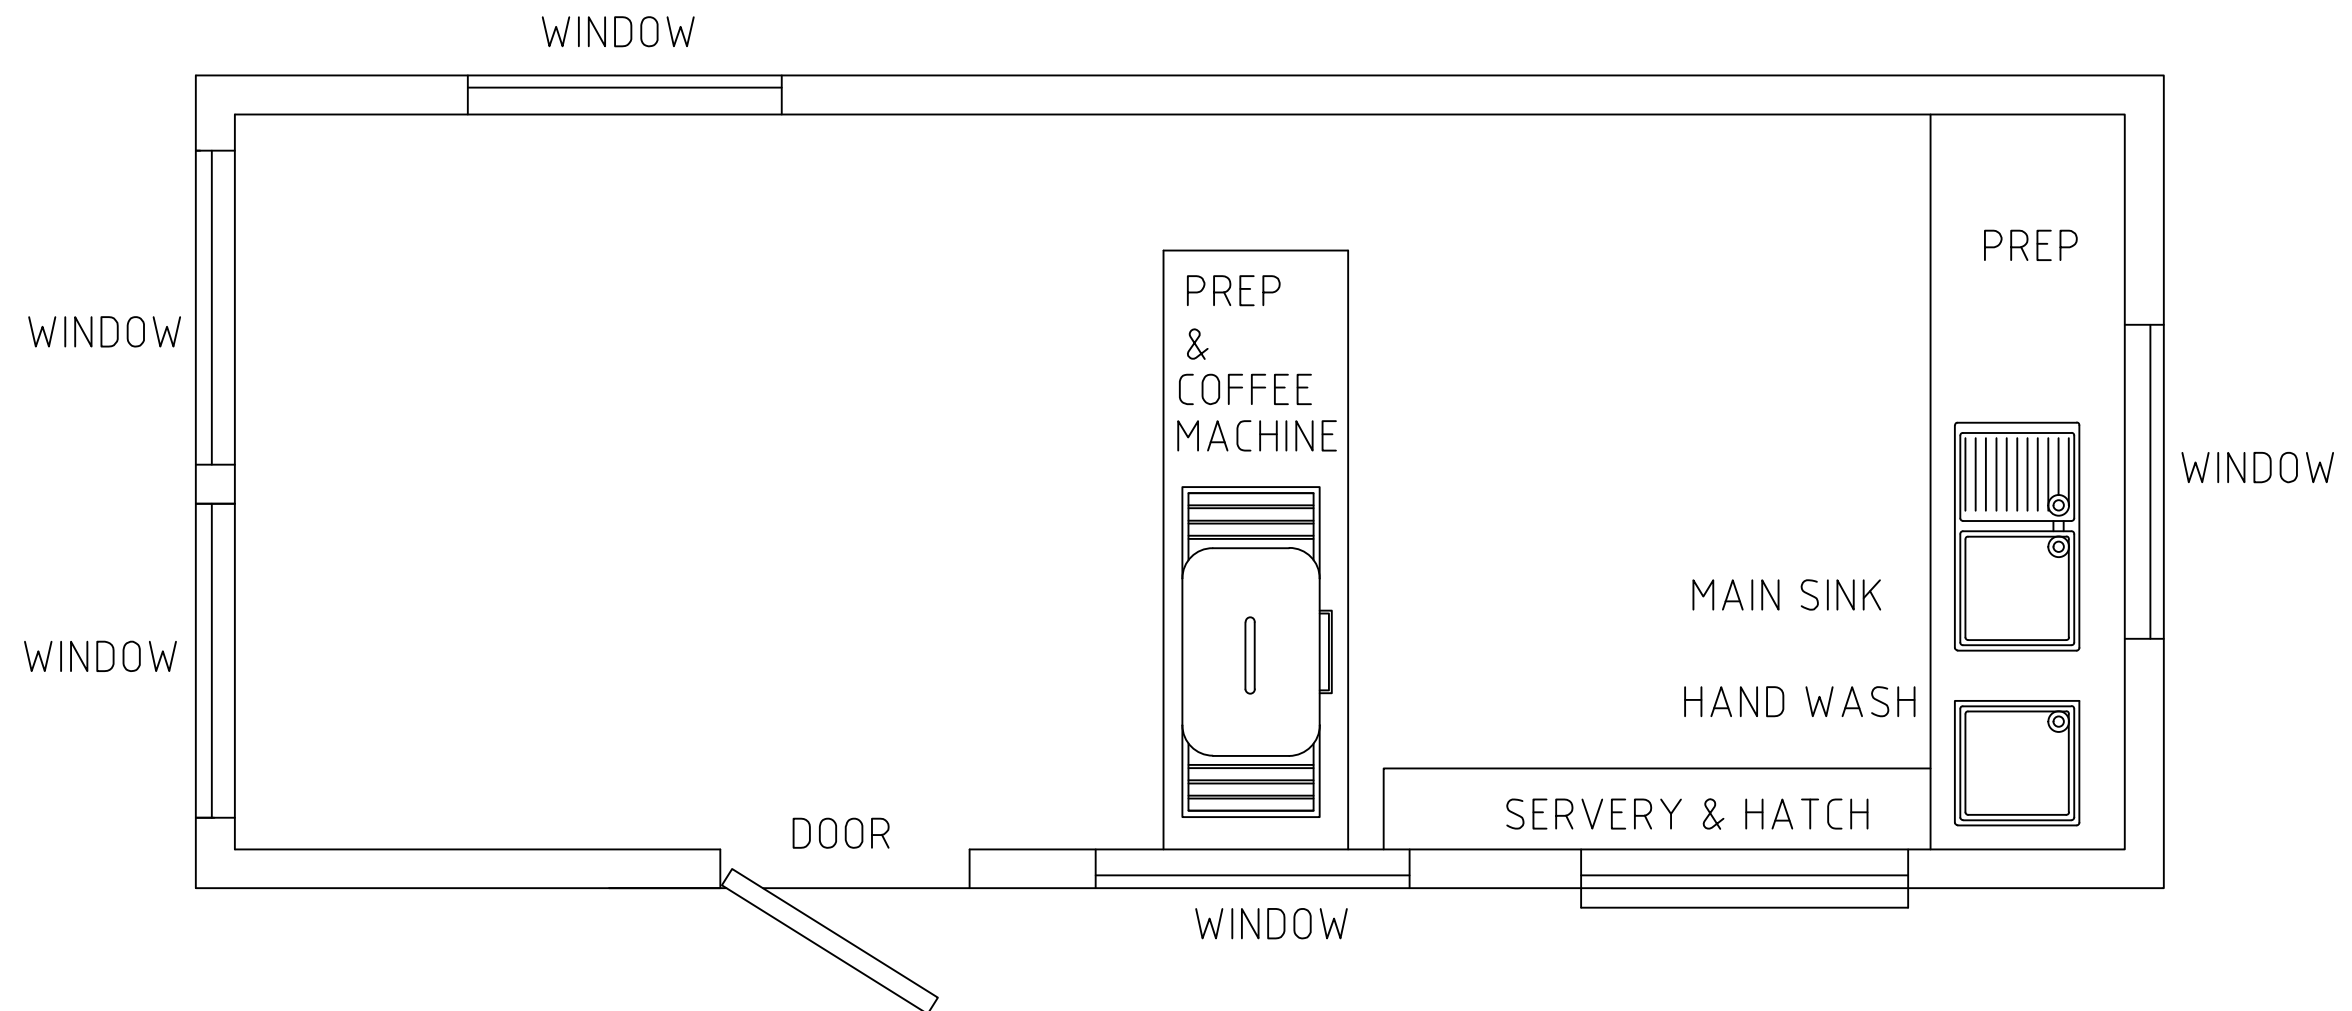 WINDOW
PREP
PREP
&
COFFEE
MACHINE
WINDOW
WINDOW
MAIN SINK
WINDOW
HAND WASH
SERVERY & HATCH
DOOR
WINDOW